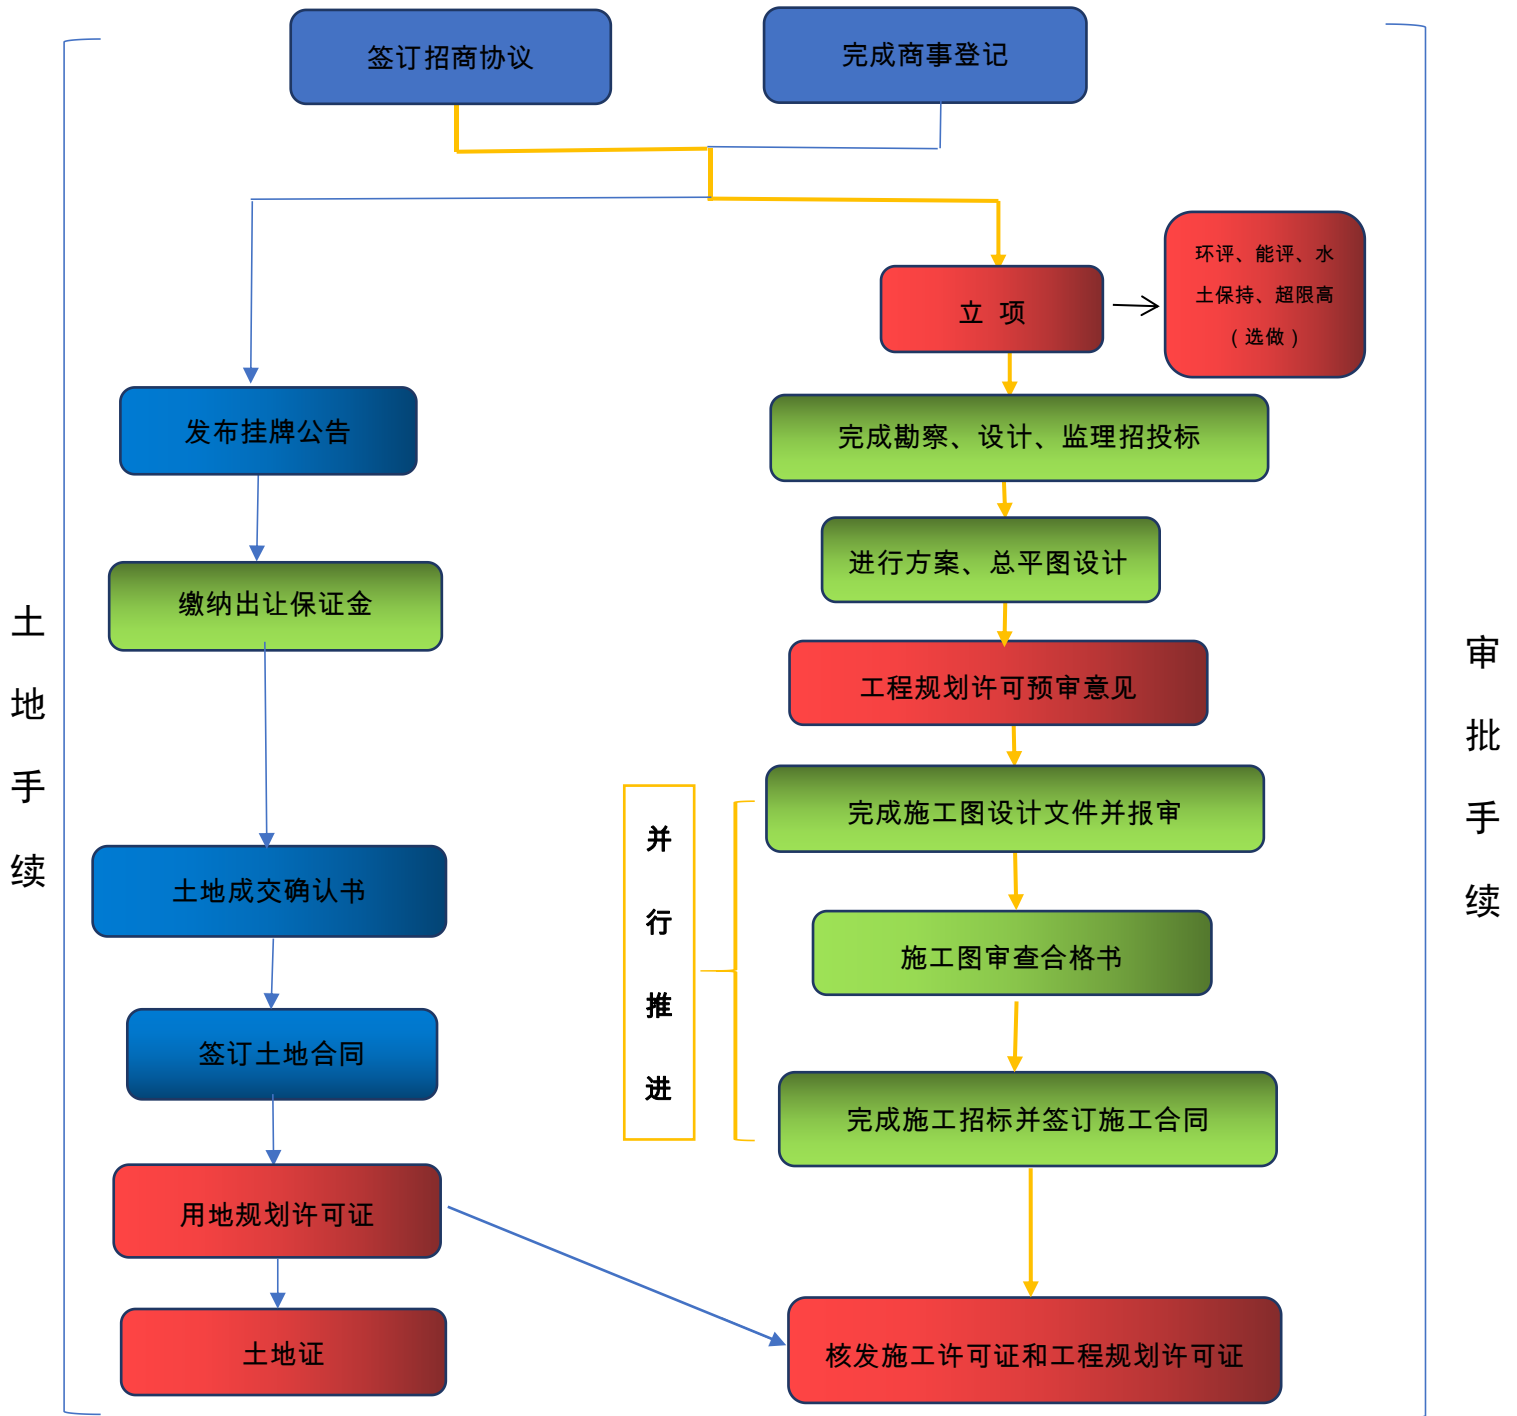 签订招商协议
完成商事登记
土地手续
发布挂牌公告
缴纳出让保证金
土地成交确认书
签订土地合同
用地规划许可证
土地证
立 项
环评、能评、水
土保持、超限高
(选做)
完成勘察、设计、监理招投标
进行方案、总平图设计
工程规划许可预审意见
并行推进
完成施工图设计文件并报审
施工图审查合格书
完成施工招标并签订施工合同
核发施工许可证和工程规划许可证
审批手续